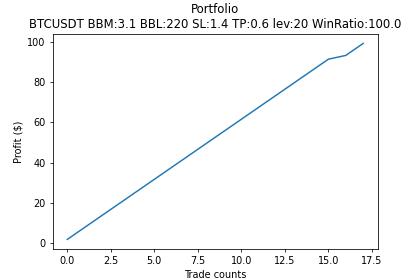 Portfolio
BTCUSDT BBM:3.1 BBL:220 SL:1.4 TP:0.6 lev:20 WinRatio:100.0
100
80
60
40
20
0
Profit ($)
0.0 2.5 5.0 7.5 10.0 12.5 15.0 17.5
Trade counts